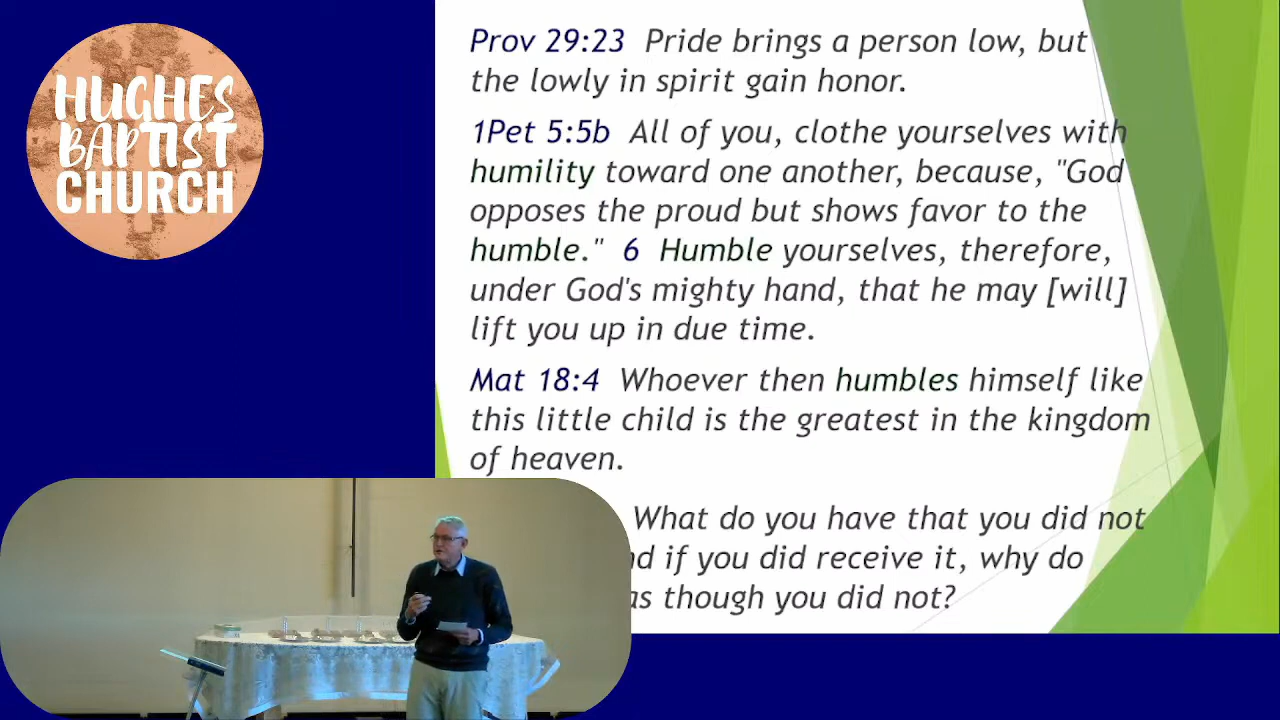 HUGHES
BAPTIST
CHURCH
Prov 29:23 Pride brings a person low, but
the lowly in spirit gain honor.
1Pet 5:5b All of you, clothe yourselves with
humility toward one another, because, "God
opposes the proud but shows favor to the
humble." 6 Humble yourselves, therefore,
under God's mighty hand, that he may [will]
lift you up in due time.
Mat 18:4 Whoever then humbles himself like
this little child is the greatest in the kingdom
of heaven.
What do you have that you did not
if you did receive it, why do
as though you did not?